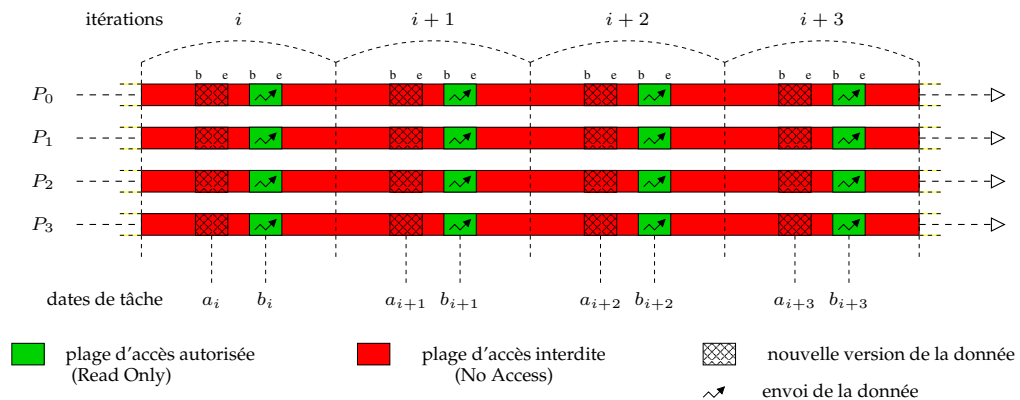 itérations i i + 1 i + 2 i + 3
b e b e b e b e b e b e b e b e
P₀
P₁
P₂
P₃
dates de tâche aᵢ bᵢ aᵢ₊₁ bᵢ₊₁ aᵢ₊₂ bᵢ₊₂ aᵢ₊₃ bᵢ₊₃
plage d'accès autorisée plage d'accès interdite nouvelle version de la donnée
(Read Only) (No Access)
envoi de la donnée